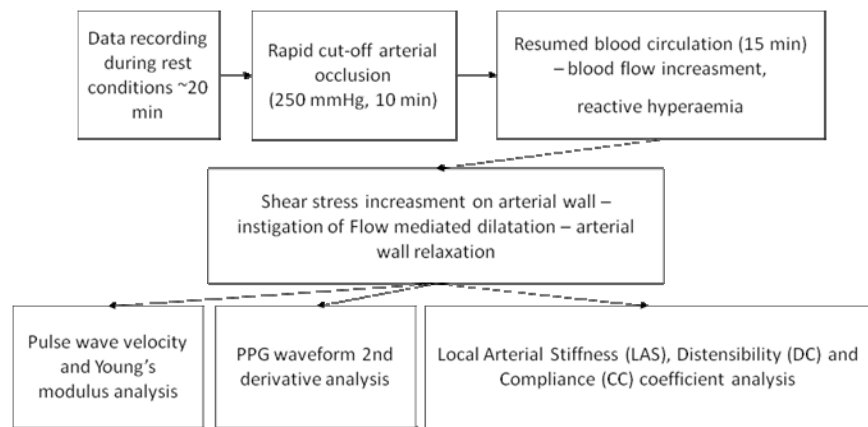 Data recording
during rest
conditions ~20
min
Rapid cut-off arterial
occlusion
(250 mmHg, 10 min)
Resumed blood circulation (15 min)
– blood flow increasment,
reactive hyperaemia
Shear stress increasment on arterial wall –
instigation of Flow mediated dilatation – arterial
wall relaxation
Pulse wave velocity
and Young's
modulus analysis
PPG waveform 2nd
derivative analysis
Local Arterial Stiffness (LAS), Distensibility (DC) and
Compliance (CC) coefficient analysis